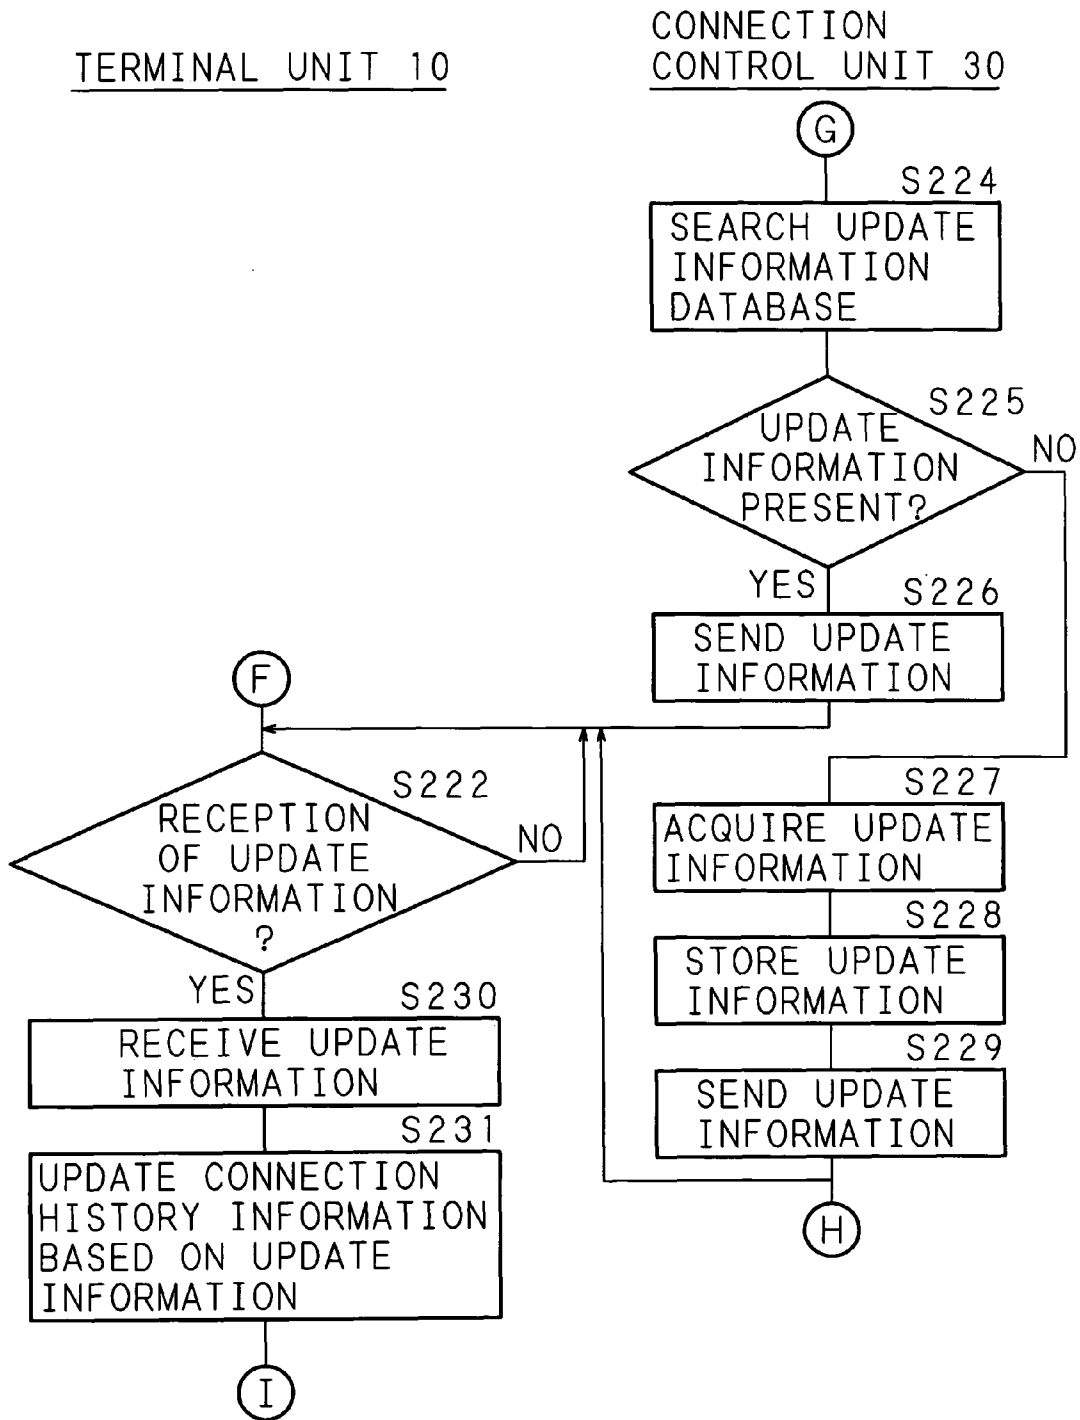 TERMINAL UNIT 10
CONNECTION
CONTROL UNIT 30
G
S224
SEARCH UPDATE
INFORMATION
DATABASE
S225
UPDATE
INFORMATION
PRESENT?
NO
YES
S226
SEND UPDATE
INFORMATION
F
S222
RECEPTION
OF UPDATE
INFORMATION
?
NO
YES
S230
RECEIVE UPDATE
INFORMATION
S231
UPDATE CONNECTION
HISTORY INFORMATION
BASED ON UPDATE
INFORMATION
I
S227
ACQUIRE UPDATE
INFORMATION
S228
STORE UPDATE
INFORMATION
S229
SEND UPDATE
INFORMATION
H